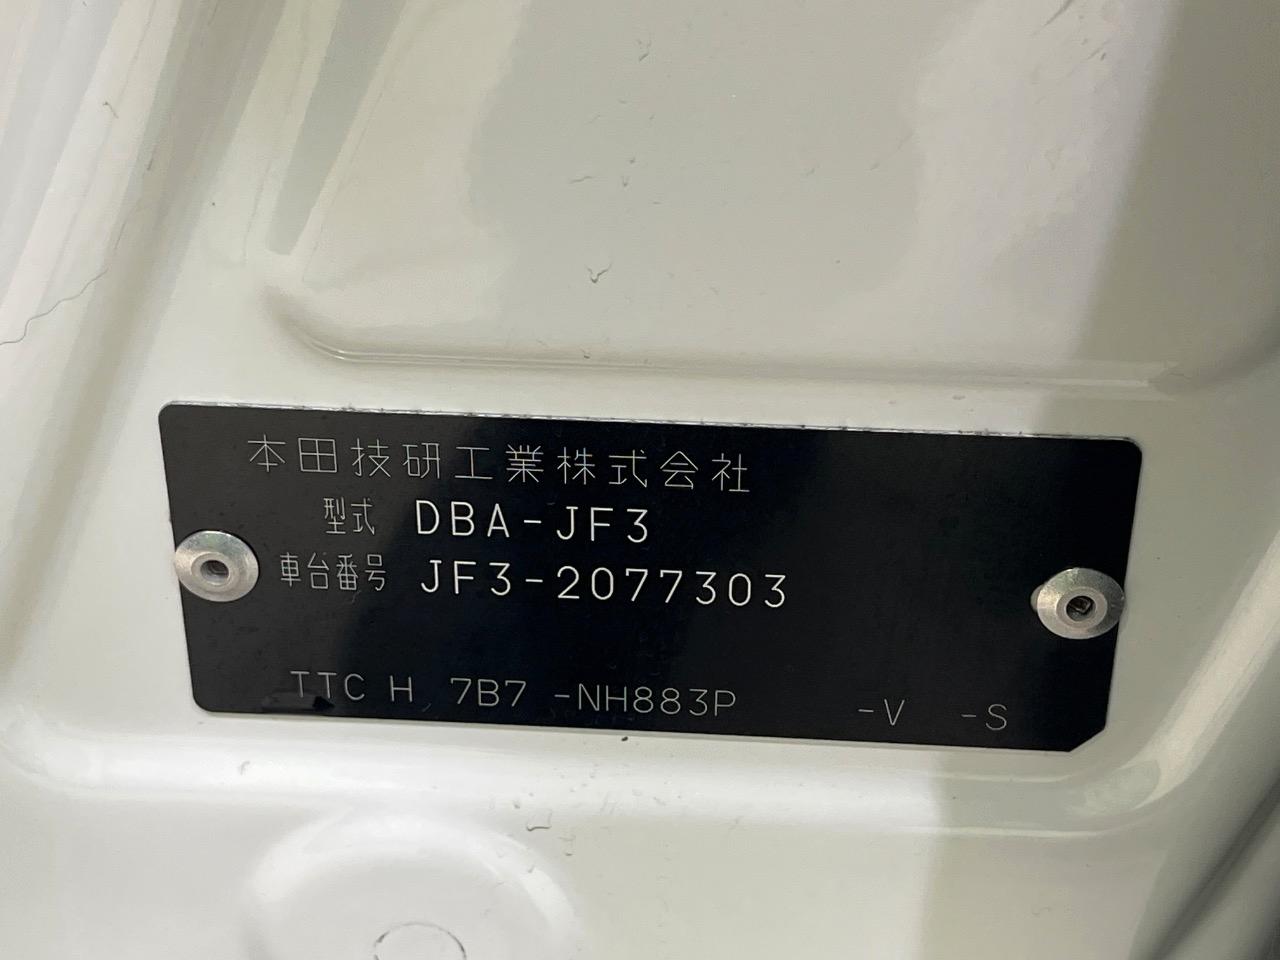 本田技研工業株式会社
型式 DBA-JF3
車台番号 JF3-2077303
TTC H 7B7 -NH883P -V -S